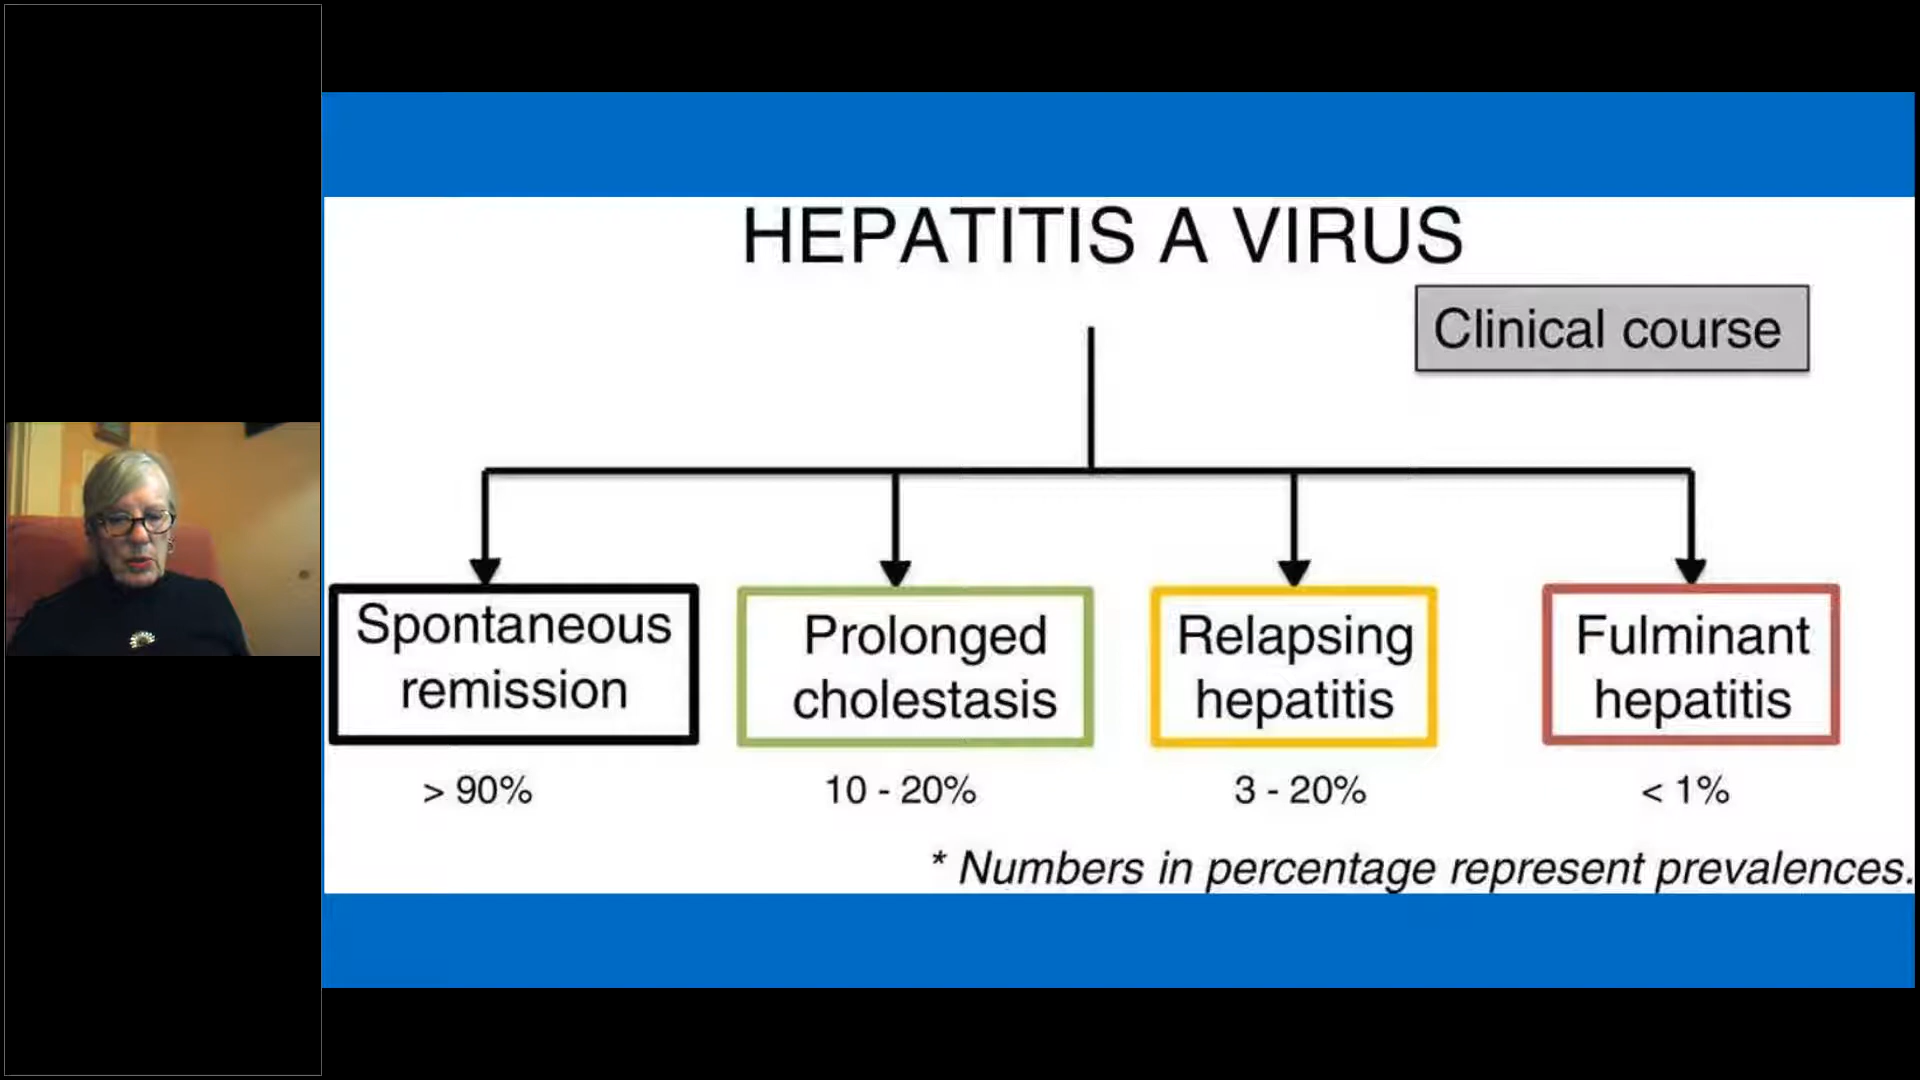 HEPATITIS A VIRUS
Clinical course
Spontaneous
remission
Prolonged
cholestasis
Relapsing
hepatitis
Fulminant
hepatitis
> 90%
10 - 20%
3 - 20%
< 1%
* Numbers in percentage represent prevalences.